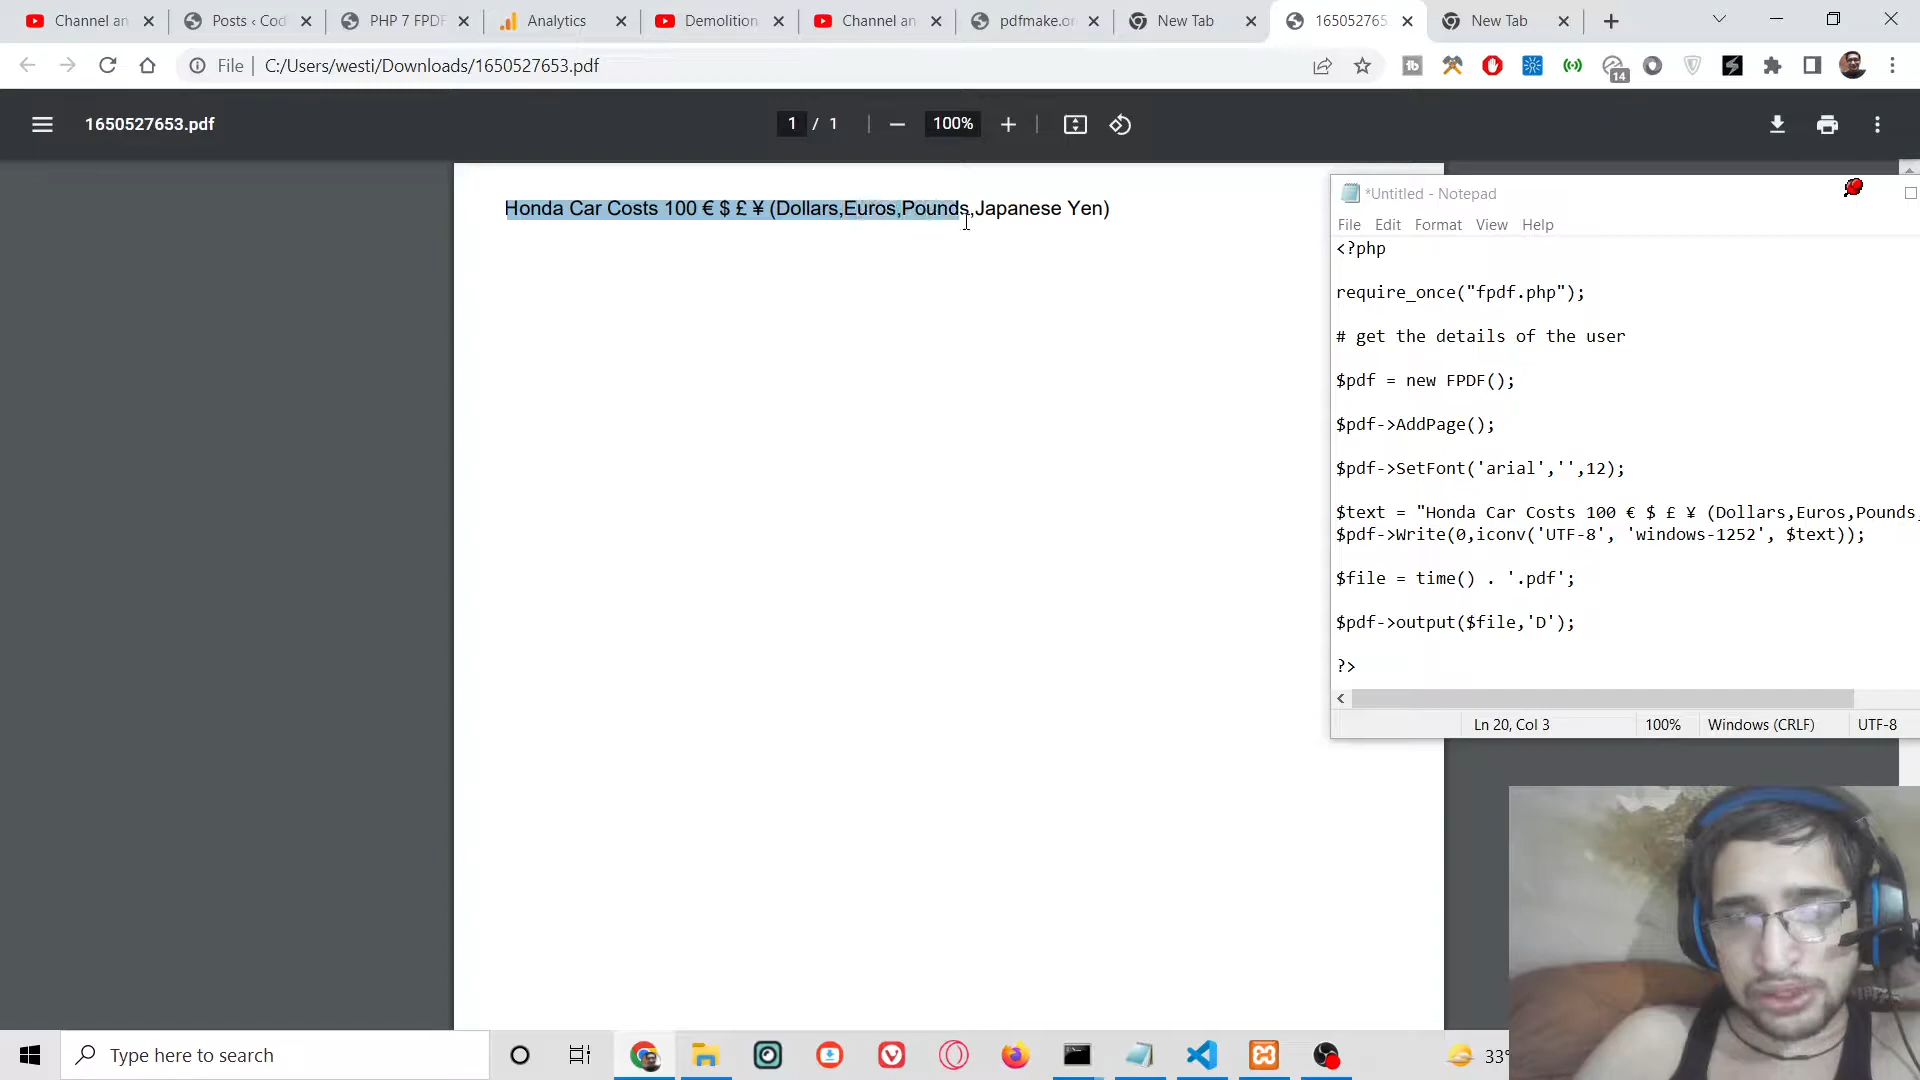 Channel an
Posts ‹ Cod
PHP 7 FPDF
Analytics
Demolition
Channel an
pdfmake.or
New Tab
165052765
New Tab
File
C:/Users/westi/Downloads/1650527653.pdf
14
1650527653.pdf
1 / 1
100%
Honda Car Costs 100 € $ £ ¥ (Dollars,Euros,Pounds,Japanese Yen)
*Untitled - Notepad
File Edit Format View Help
<?php
require_once("fpdf.php");
# get the details of the user
$pdf = new FPDF();
$pdf->AddPage();
$pdf->SetFont('arial','',12);
$text = "Honda Car Costs 100 € $ £ ¥ (Dollars,Euros,Pounds,
$pdf->Write(0,iconv('UTF-8', 'windows-1252', $text));
$file = time() . '.pdf';
$pdf->output($file,'D');
?>
Ln 20, Col 3
100%
Windows (CRLF)
UTF-8
Type here to search
33°